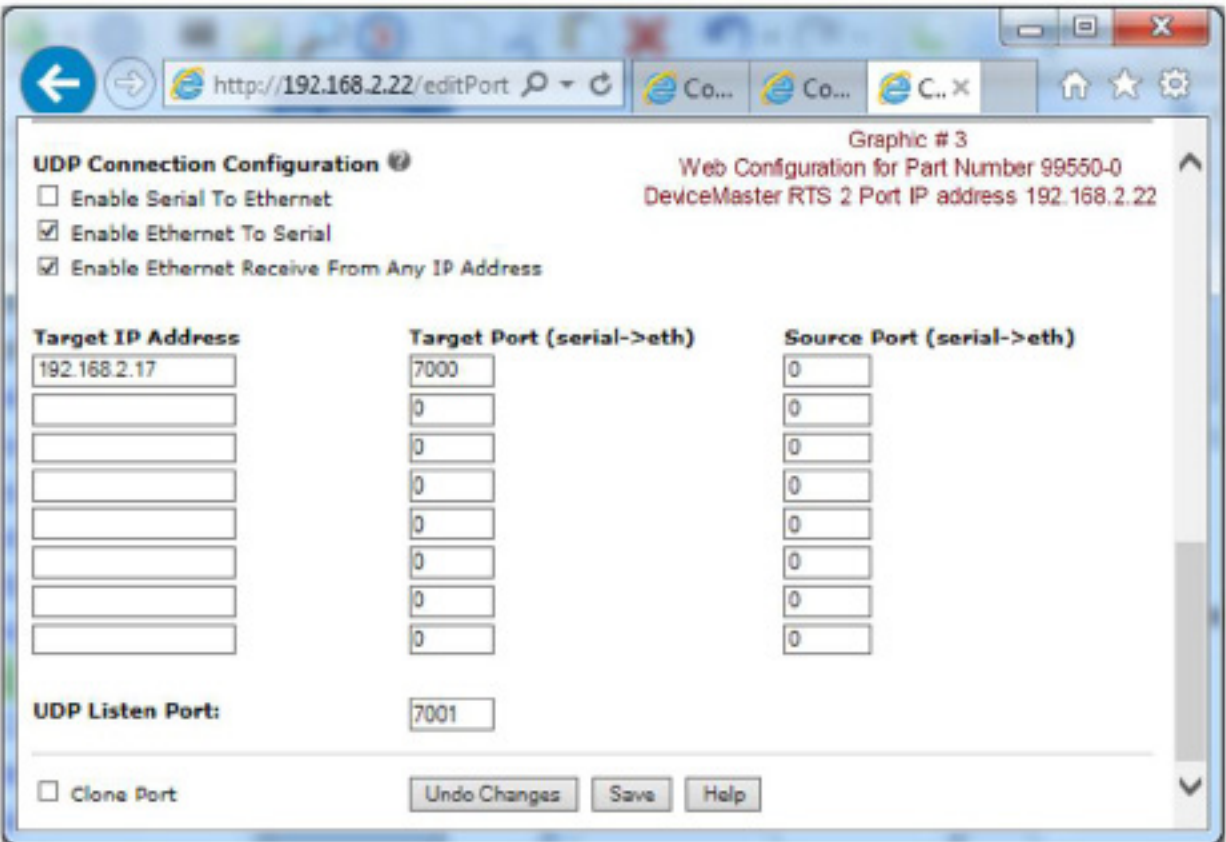 http://192.168.2.22/editPort
Co...
Co...
C..
Graphic # 3
Web Configuration for Part Number 99550-0
DeviceMaster RTS 2 Port IP address 192.168.2.22
UDP Connection Configuration ?
Enable Serial To Ethernet
Enable Ethernet To Serial
Enable Ethernet Receive From Any IP Address
Target IP Address Target Port (serial->eth) Source Port (serial->eth)
192.168.2.17 7000 0
0 0
0 0
0 0
0 0
0 0
0 0
0 0
UDP Listen Port: 7001
Clone Port Undo Changes Save Help